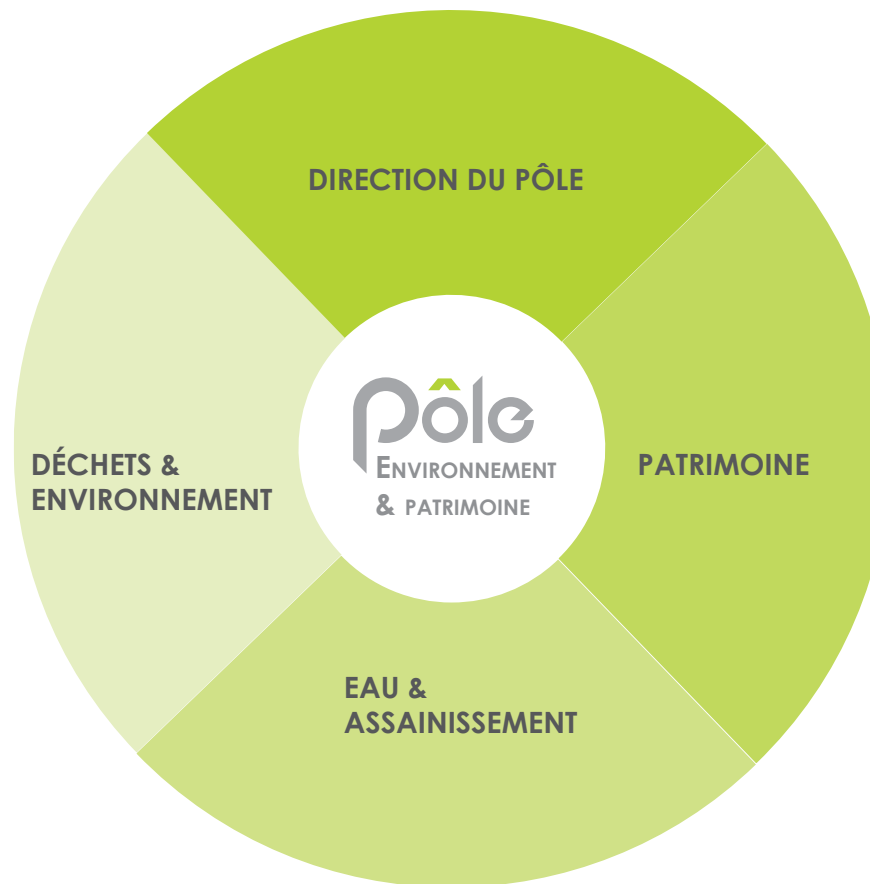 DIRECTION DU PÔLE
Pôle
ENVIRONNEMENT
& PATRIMOINE
DÉCHETS &
ENVIRONNEMENT
PATRIMOINE
EAU &
ASSAINISSEMENT